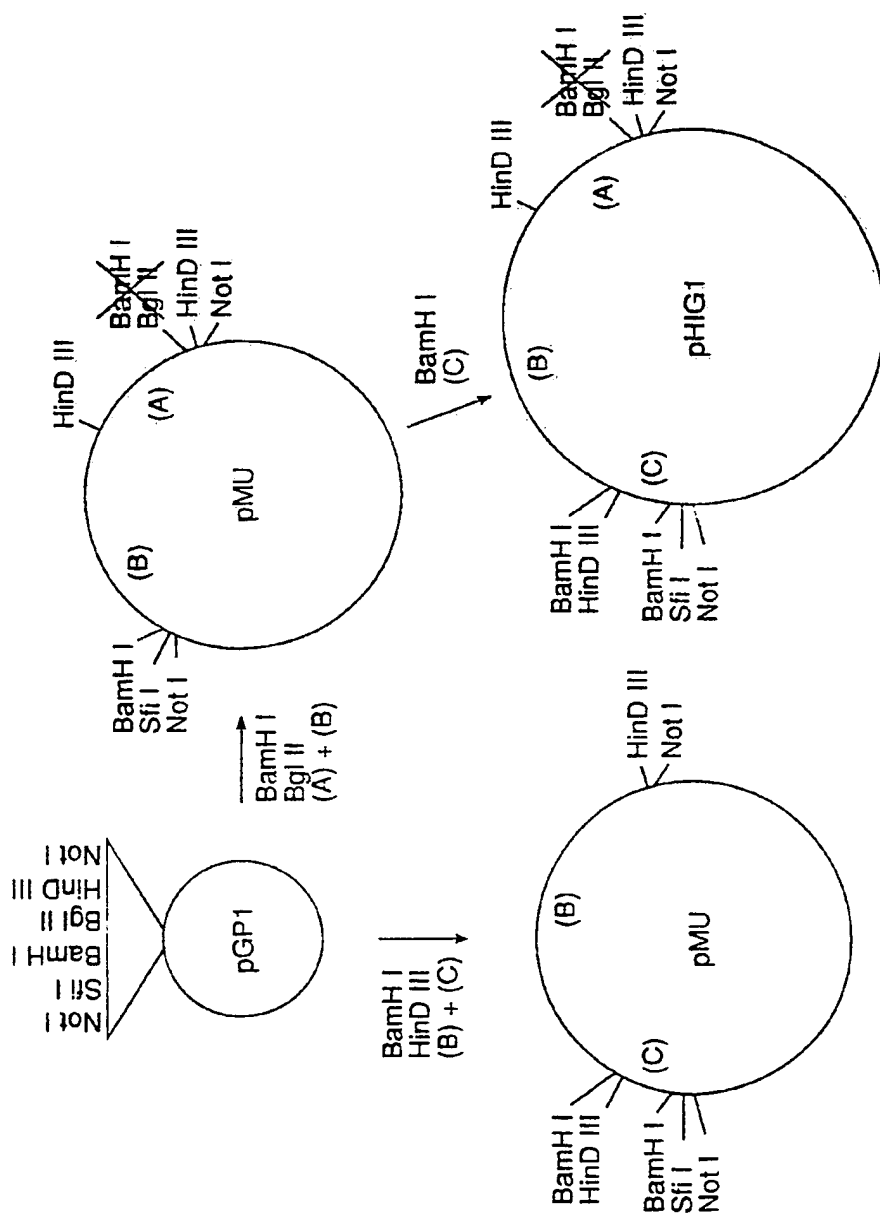 Not I
Sfi I
BamH I
Bgl II
HinD III
Not I
pGP1
BamH I
Bgl II
(A) + (B)
BamH I
Sfi I
Not I
(B)
pMU
HinD III
(A)
BamH I
Bgl II
HinD III
Not I
BamH I
HinD III
(B) + (C)
BamH I
(C)
BamH I
HinD III
BamH I
Sfi I
Not I
(C)
(B)
pMU
HinD III
Not I
BamH I
HinD III
BamH I
Sfi I
Not I
(C)
(B)
pHIG1
HinD III
(A)
BamH I
Bgl II
HinD III
Not I